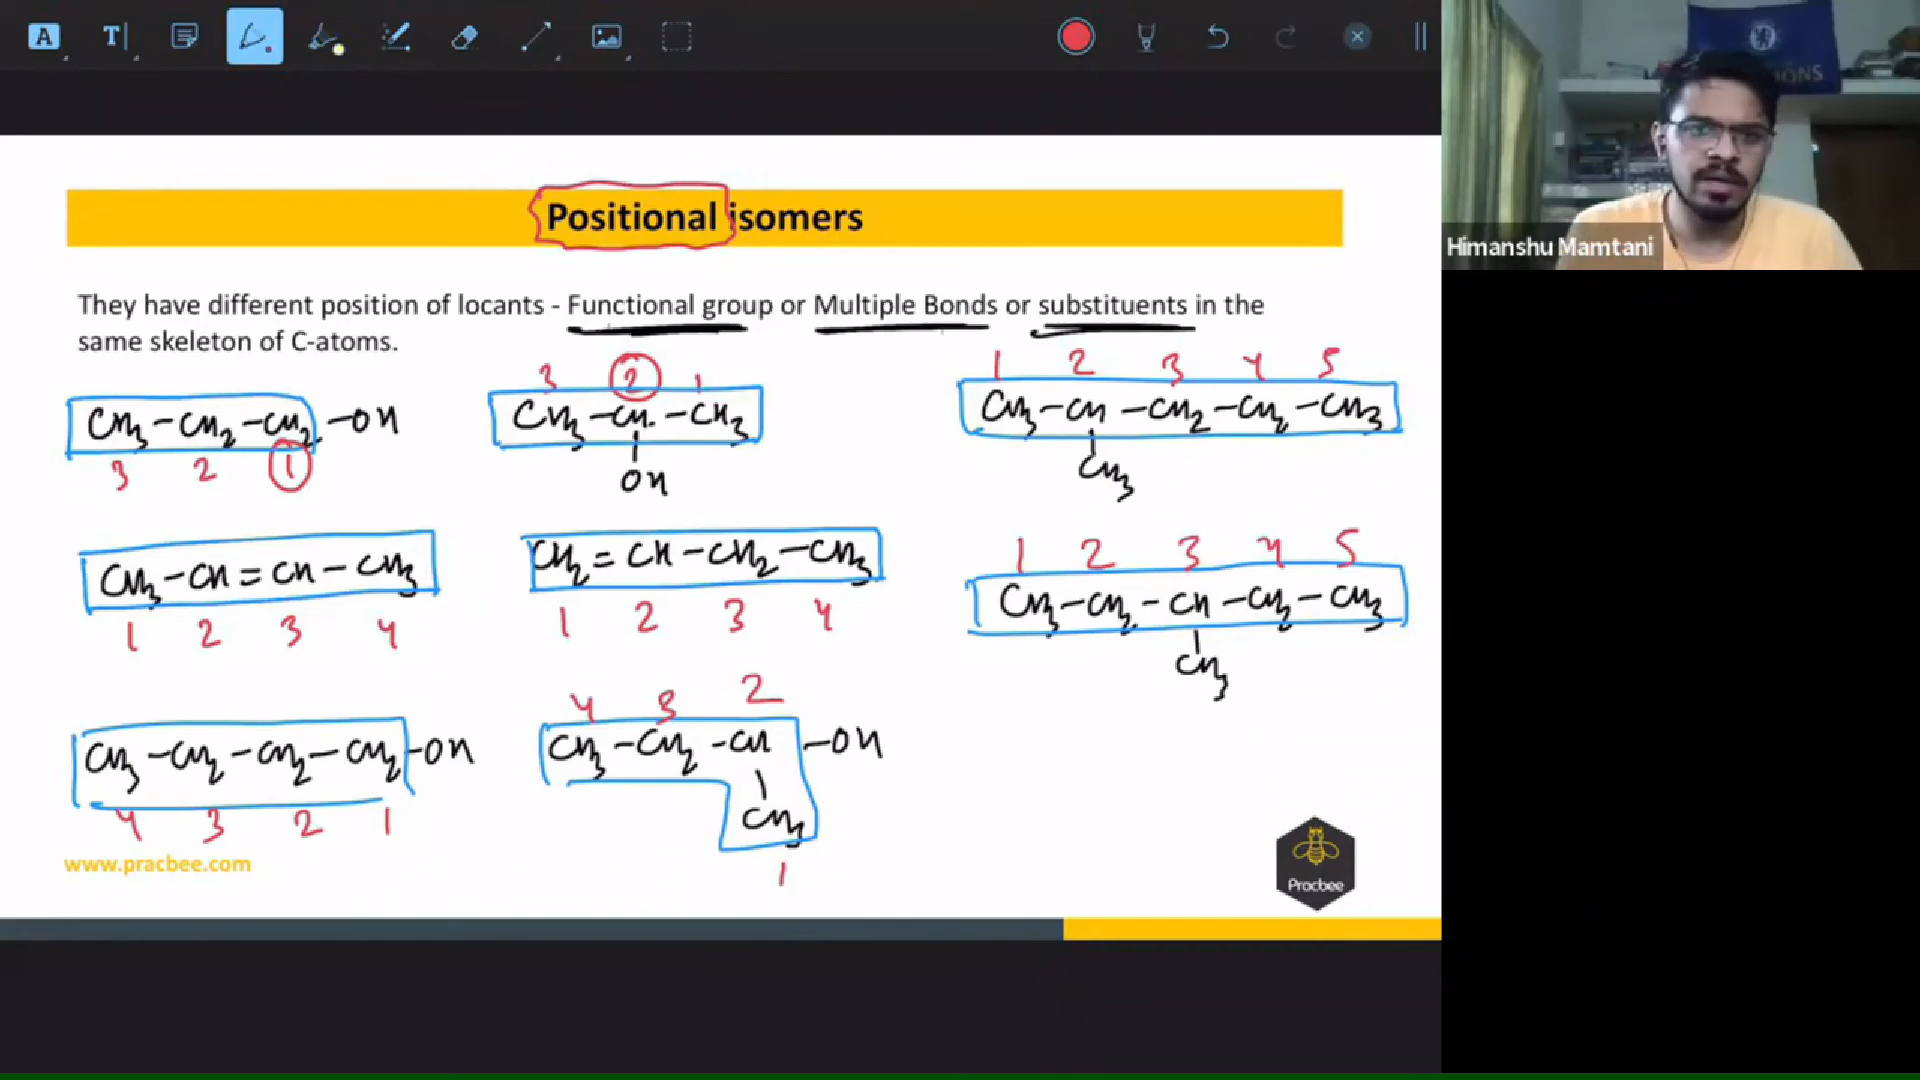 A T
CHAMPIONS
Himanshu Mamtani
Positional isomers
They have different position of locants - Functional group or Multiple Bonds or substituents in the
same skeleton of C-atoms.
3 2 1 1 2 3 4 5
CH3-CH2-CH2-OH CH3-CH-CH3 CH3-CH-CH2-CH2-CH3
3 2 1 OH CH3
1 2 3 4 5
CH3-CH=CH-CH3 CH2=CH-CH2-CH3 CH3-CH2-CH-CH2-CH3
1 2 3 4 1 2 3 4 CH3
4 3 2
CH3-CH2-CH2-CH2-OH CH3-CH2-CH-OH
4 3 2 1 CH3
1
www.pracbee.com
Pracbee